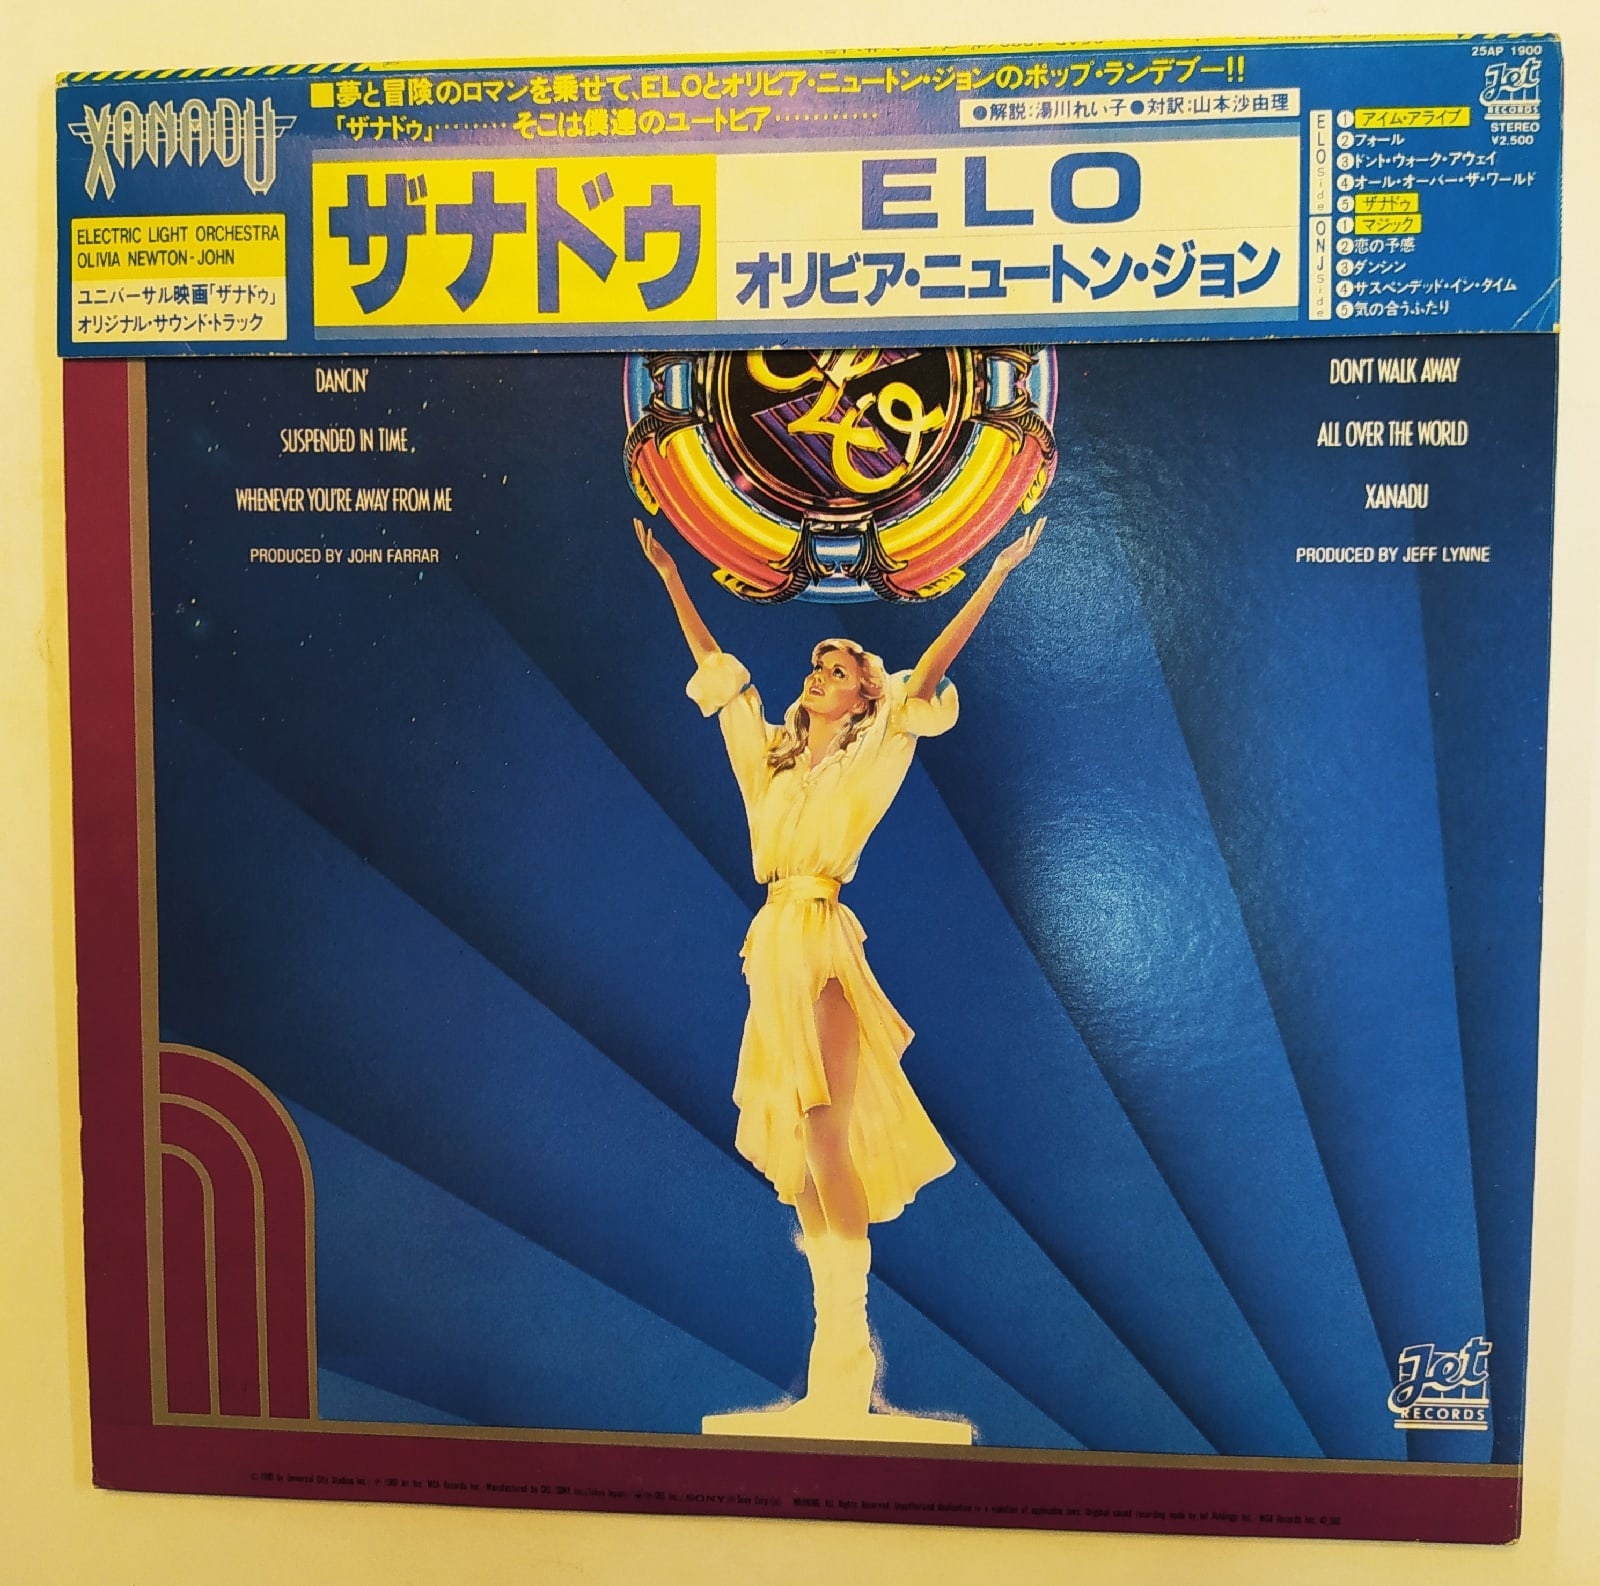 25AP 1900
Jet
RECORDS
STEREO
¥2,500
XANADU
ELECTRIC LIGHT ORCHESTRA
OLIVIA NEWTON-JOHN
ユニバーサル映画「ザナドゥ」
オリジナル・サウンド・トラック
■夢と冒険のロマンを乗せて、ELOとオリビア・ニュートン・ジョンのポップ・ランデブー!!
「ザナドゥ」‥‥‥‥そこは僕達のユートピア‥‥‥‥‥‥
●解説:湯川れい子●対訳:山本沙由理
ザナドゥ
ELO
オリビア・ニュートン・ジョン
ELO Side
①アイム・アライブ
②フォール
③ドント・ウォーク・アウェイ
④オール・オーバー・ザ・ワールド
⑤ザナドゥ
ONJ Side
①マジック
②恋の予感
③ダンシン
④サスペンデッド・イン・タイム
⑤気の合うふたり
DANCIN'
SUSPENDED IN TIME
WHENEVER YOU'RE AWAY FROM ME
PRODUCED BY JOHN FARRAR
ELO
DON'T WALK AWAY
ALL OVER THE WORLD
XANADU
PRODUCED BY JEFF LYNNE
Jet
RECORDS